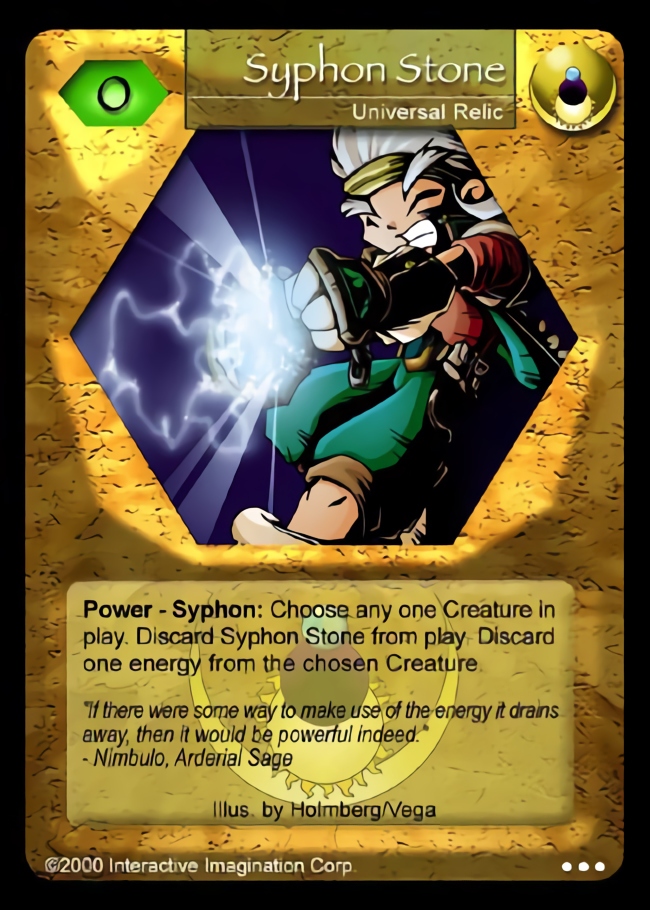 0
Syphon Stone
Universal Relic
Power - Syphon: Choose any one Creature in
play. Discard Syphon Stone from play. Discard
one energy from the chosen Creature.
"If there were some way to make use of the energy it drains
away, then it would be powerful indeed."
- Nimbulo, Arderial Sage
Illus. by Holmberg/Vega
©2000 Interactive Imagination Corp.